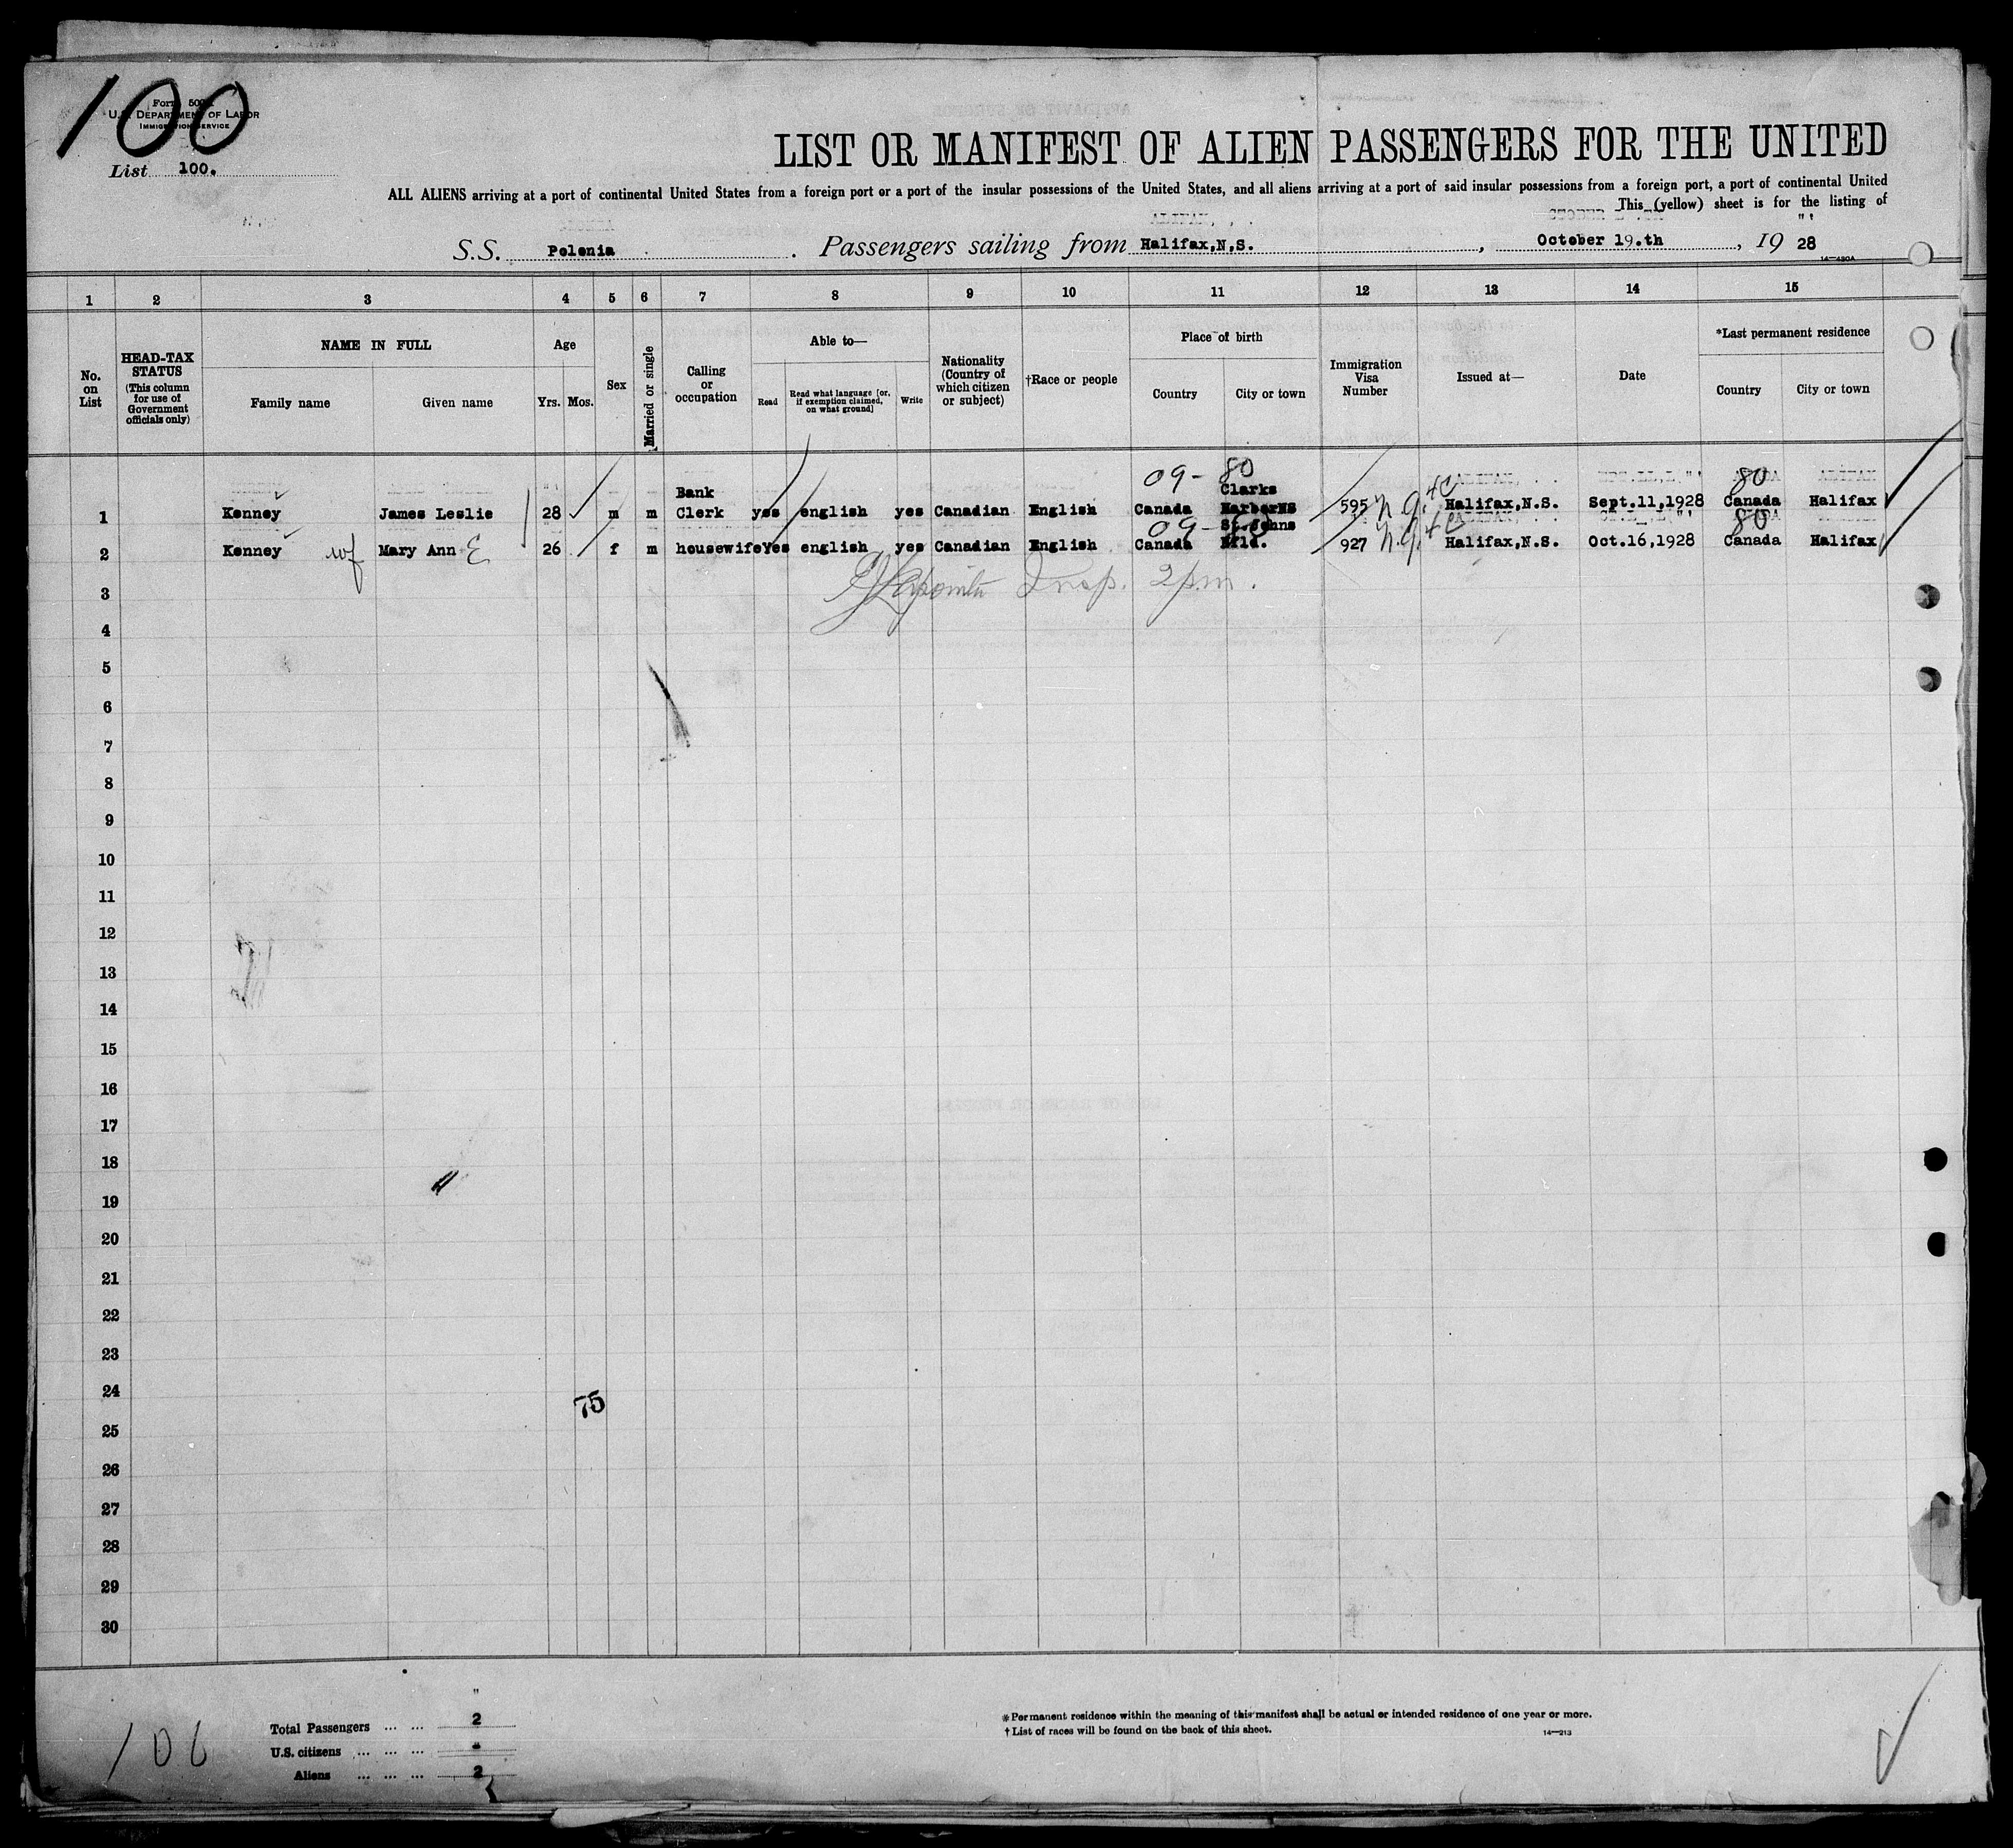 100
Form 500
U.S. DEPARTMENT OF LABOR
IMMIGRATION SERVICE
List 100.
LIST OR MANIFEST OF ALIEN PASSENGERS FOR THE UNITED
ALL ALIENS arriving at a port of continental United States from a foreign port or a port of the insular possessions of the United States, and all aliens arriving at a port of said insular possessions from a foreign port, a port of continental United
This (yellow) sheet is for the listing of
S.S. Polonia. Passengers sailing from Halifax,N,S., October 19.th, 19 28
14—480A
1 2 3 4 5 6 7 8 9 10 11 12 13 14 15
No. on List
HEAD-TAX STATUS (This column for use of Government officials only)
NAME IN FULL
Family name Given name
Age
Yrs. Mos.
Sex
Married or single
Calling or occupation
Able to—
Read Read what language [or, if exemption claimed, on what ground] Write
Nationality (Country of which citizen or subject)
†Race or people
Place of birth
Country City or town
Immigration Visa Number
Issued at—
Date
*Last permanent residence
Country City or town
09- 80 80
1 Kenney James Leslie 28 m m Bank Clerk yes english yes Canadian English Canada Clarks HarborNS 595 n.q. 4c Halifax,N.S. Sept.11,1928 Canada Halifax
09- 80
2 Kenney wf Mary Ann E 26 f m housewife Yes english yes Canadian English Canada St.Johns Nfld. 927 n.q. 4c Halifax,N.S. Oct.16,1928 Canada Halifax
Insp. 2 p.m.
3
4
5
6
7
8
9
10
11
12
13
14
15
16
17
18
19
20
21
22
23
24
75
25
26
27
28
29
30
"
Total Passengers ... ... 2
U.S. citizens ... ... ... "
Aliens ... ... ... 2
106
*Permanent residence within the meaning of this manifest shall be actual or intended residence of one year or more.
†List of races will be found on the back of this sheet.
14—213